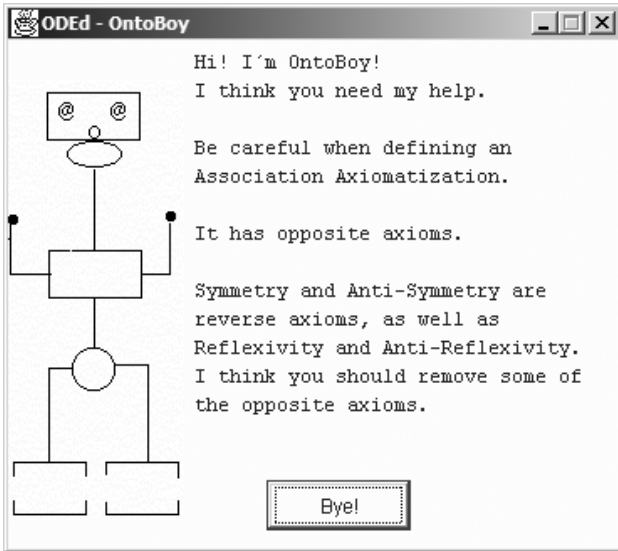 ODEd - OntoBoy
Hi! I´m OntoBoy!
I think you need my help.
@ @
Be careful when defining an
Association Axiomatization.
It has opposite axioms.
Symmetry and Anti-Symmetry are
reverse axioms, as well as
Reflexivity and Anti-Reflexivity.
I think you should remove some of
the opposite axioms.
Bye!